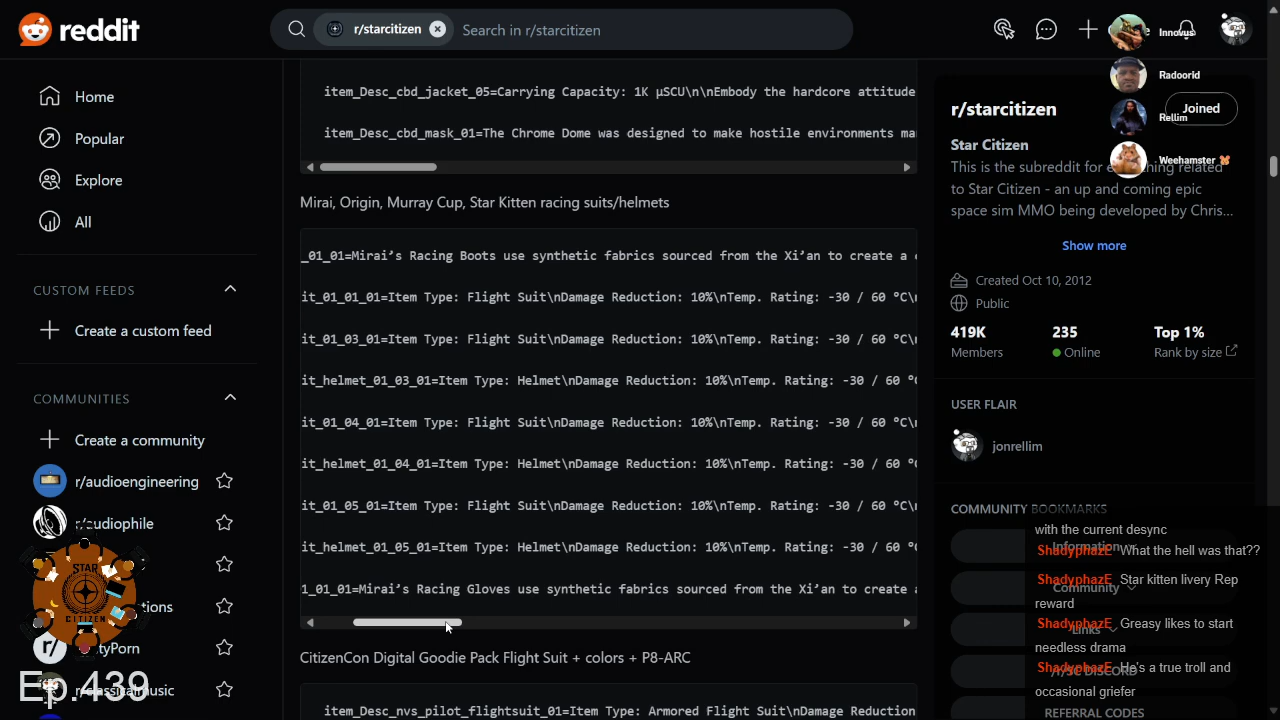 reddit
r/starcitizen
Search in r/starcitizen
Innovus
Radoorid
Rellim
Weehamster
Home
Popular
Explore
All
CUSTOM FEEDS
Create a custom feed
COMMUNITIES
Create a community
r/audioengineering
r/audiophile
STAR
CITIZEN
r/classicalmusic
Ep.439
item_Desc_cbd_jacket_05=Carrying Capacity: 1K µSCU\n\nEmbody the hardcore attitude
item_Desc_cbd_mask_01=The Chrome Dome was designed to make hostile environments ma
Mirai, Origin, Murray Cup, Star Kitten racing suits/helmets
_01_01=Mirai’s Racing Boots use synthetic fabrics sourced from the Xi’an to create a c
it_01_01_01=Item Type: Flight Suit\nDamage Reduction: 10%\nTemp. Rating: -30 / 60 °C\n
it_01_03_01=Item Type: Flight Suit\nDamage Reduction: 10%\nTemp. Rating: -30 / 60 °C\n
it_helmet_01_03_01=Item Type: Helmet\nDamage Reduction: 10%\nTemp. Rating: -30 / 60 °C
it_01_04_01=Item Type: Flight Suit\nDamage Reduction: 10%\nTemp. Rating: -30 / 60 °C\n
it_helmet_01_04_01=Item Type: Helmet\nDamage Reduction: 10%\nTemp. Rating: -30 / 60 °C
it_01_05_01=Item Type: Flight Suit\nDamage Reduction: 10%\nTemp. Rating: -30 / 60 °C\n
it_helmet_01_05_01=Item Type: Helmet\nDamage Reduction: 10%\nTemp. Rating: -30 / 60 °C
1_01_01=Mirai’s Racing Gloves use synthetic fabrics sourced from the Xi’an to create a
CitizenCon Digital Goodie Pack Flight Suit + colors + P8-ARC
item_Desc_nvs_pilot_flightsuit_01=Item Type: Armored Flight Suit\nDamage Reduction
r/starcitizen
Joined
Star Citizen
This is the subreddit for everything related
to Star Citizen - an up and coming epic
space sim MMO being developed by Chris...
Show more
Created Oct 10, 2012
Public
419K
235
Top 1%
Members
Online
Rank by size
USER FLAIR
jonrellim
COMMUNITY BOOKMARKS
Information
Community
Links
/r/SC DISCORD
REFERRAL CODES
with the current desync
ShadyphazE What the hell was that??
ShadyphazE Star kitten livery Rep
reward
ShadyphazE Greasy likes to start
needless drama
ShadyphazE He's a true troll and
occasional griefer